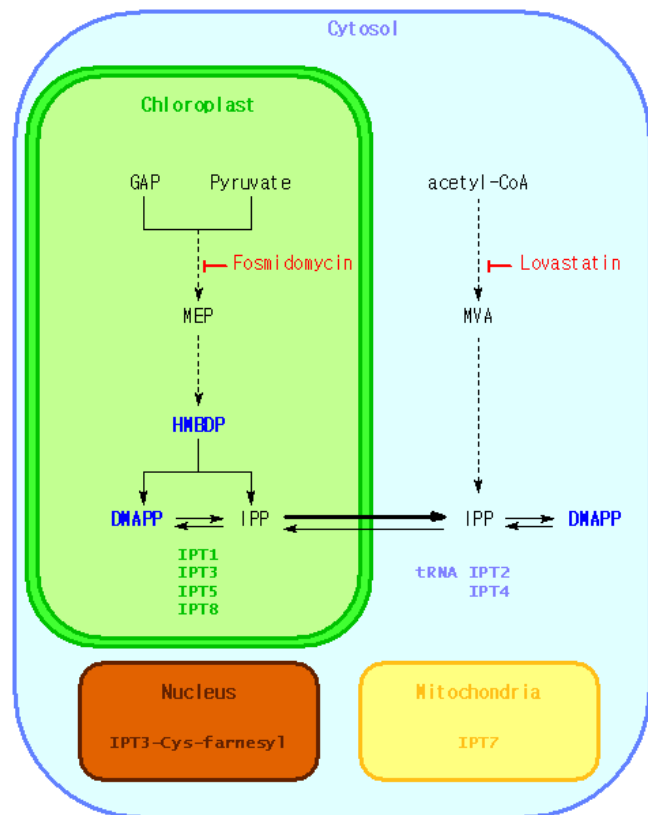 Cytosol
Chloroplast
GAP Pyruvate acetyl-CoA
Fosmidomycin Lovastatin
MEP MVA
HMBDP
DMAPP IPP IPP DMAPP
IPT1
IPT3
IPT5
IPT8
tRNA IPT2
IPT4
Nucleus
IPT3-Cys-farnesyl
Mitochondria
IPT7